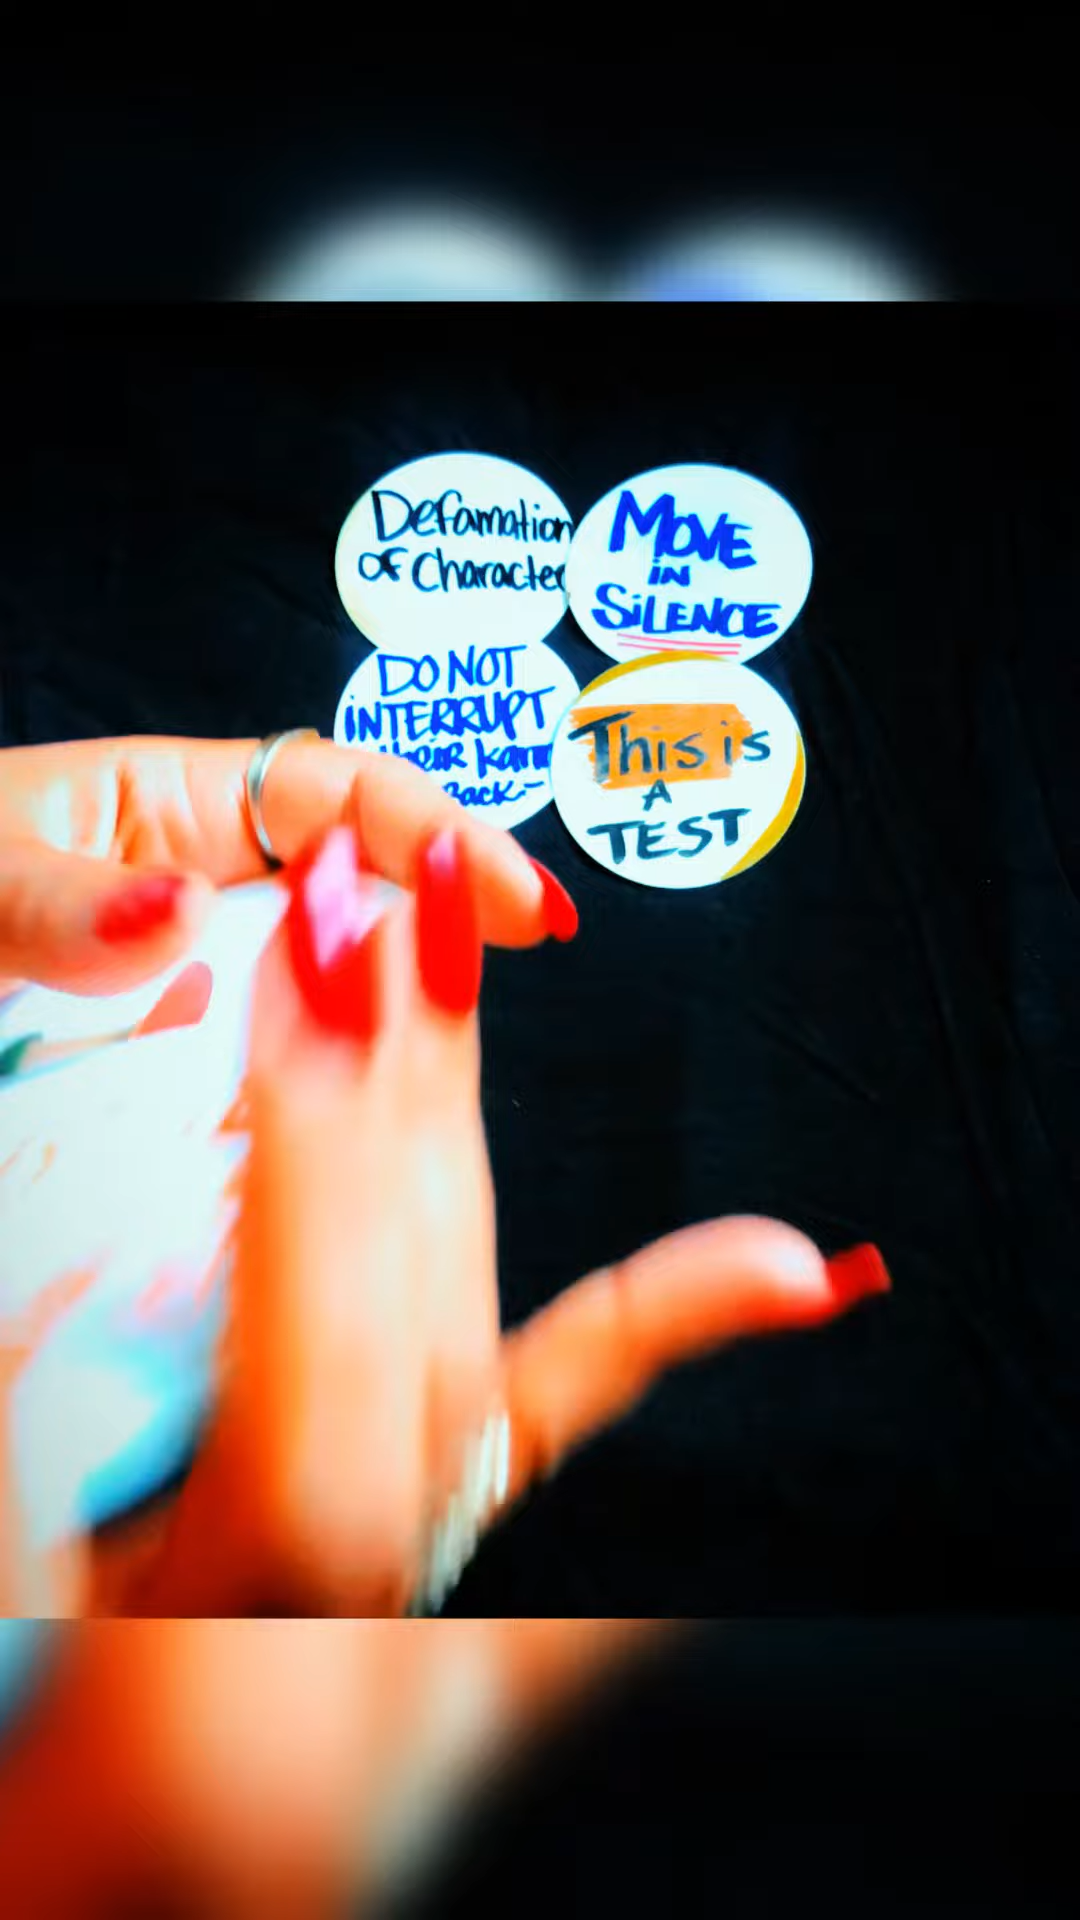 Defamation
of Character
MOVE
iN
SiLENCE
DO NOT
iNTERRUPT
This is
A
TEST